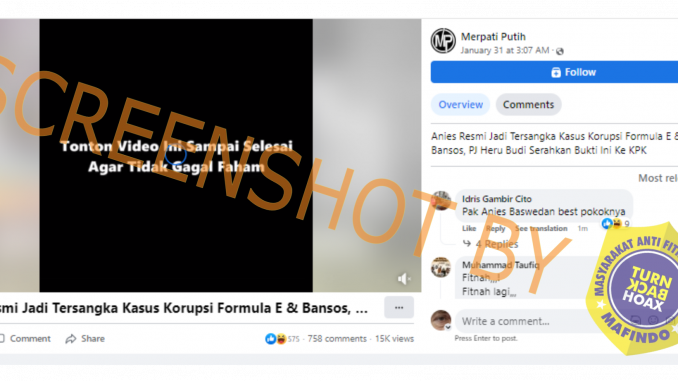 SCREENSHOT BY
Tonton Video Ini Sampai Selesai
Agar Tidak Gagal Faham
smi Jadi Tersangka Kasus Korupsi Formula E & Bansos, ...
Comment
Share
575 · 758 comments · 15K views
MP
Merpati Putih
January 31 at 3:07 AM ·
Follow
Overview
Comments
Anies Resmi Jadi Tersangka Kasus Korupsi Formula E &
Bansos, PJ Heru Budi Serahkan Bukti Ini Ke KPK
Most rele
Idris Gambir Cito
Pak Anies Baswedan best pokoknya
9
Like Reply See translation 1m
4 Replies
Muhammad Taufiq
Fitnah,,,!
Fitnah lagi,,,
Write a comment...
Press Enter to post.
MASYARAKAT ANTI FIT
TURN
BACK
HOAX
MAFINDO